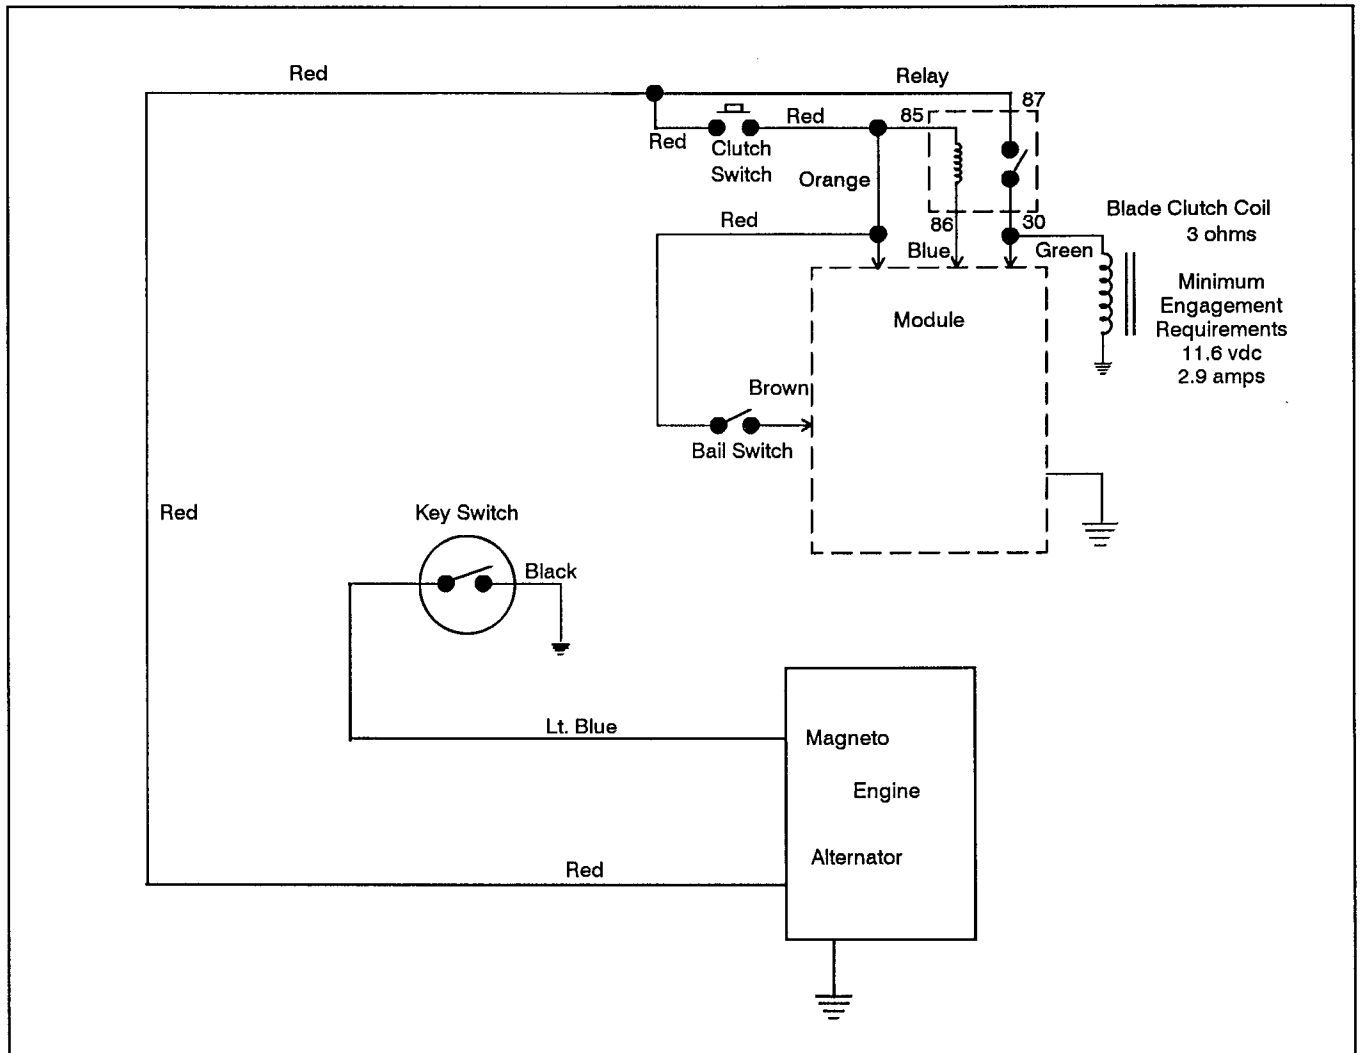 Red
Relay
87
Red
85
Red
Clutch
Switch
Orange
Blade Clutch Coil
3 ohms
Red
86
30
Blue
Green
Minimum
Engagement
Requirements
11.6 vdc
2.9 amps
Module
Brown
Bail Switch
Red
Key Switch
Black
Lt. Blue
Magneto
Engine
Alternator
Red